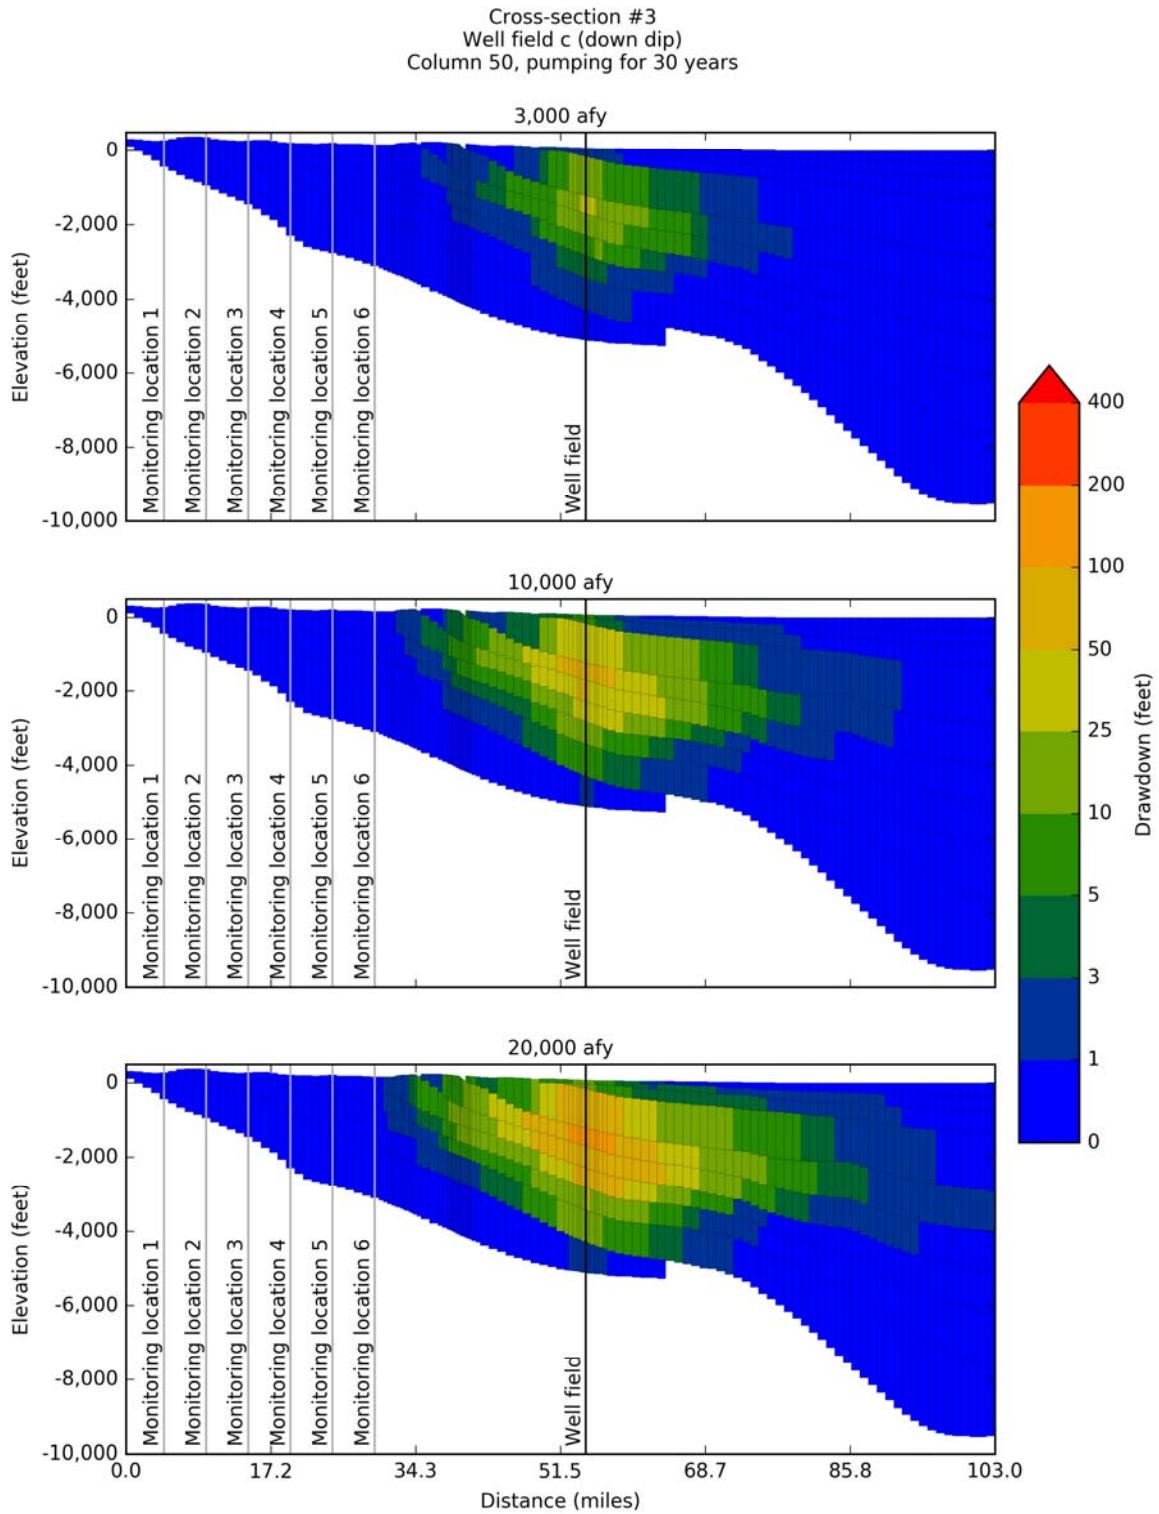 Cross-section #3
Well field c (down dip)
Column 50, pumping for 30 years
3,000 afy
0
-2,000
-4,000
-6,000
-8,000
-10,000
Elevation (feet)
Monitoring location 1
Monitoring location 2
Monitoring location 3
Monitoring location 4
Monitoring location 5
Monitoring location 6
Well field
10,000 afy
0
-2,000
-4,000
-6,000
-8,000
-10,000
Elevation (feet)
Monitoring location 1
Monitoring location 2
Monitoring location 3
Monitoring location 4
Monitoring location 5
Monitoring location 6
Well field
20,000 afy
0
-2,000
-4,000
-6,000
-8,000
-10,000
Elevation (feet)
Monitoring location 1
Monitoring location 2
Monitoring location 3
Monitoring location 4
Monitoring location 5
Monitoring location 6
Well field
0.0 17.2 34.3 51.5 68.7 85.8 103.0
Distance (miles)
400
200
100
50
25
10
5
3
1
0
Drawdown (feet)